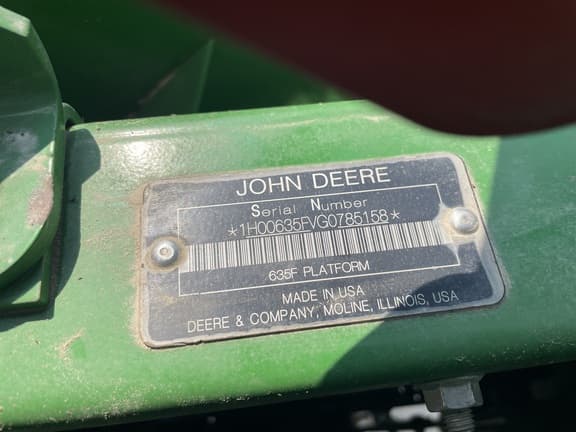 JOHN DEERE
Serial Number
*1H00635FVG0785158*
635F PLATFORM
MADE IN USA
DEERE & COMPANY, MOLINE, ILLINOIS, USA